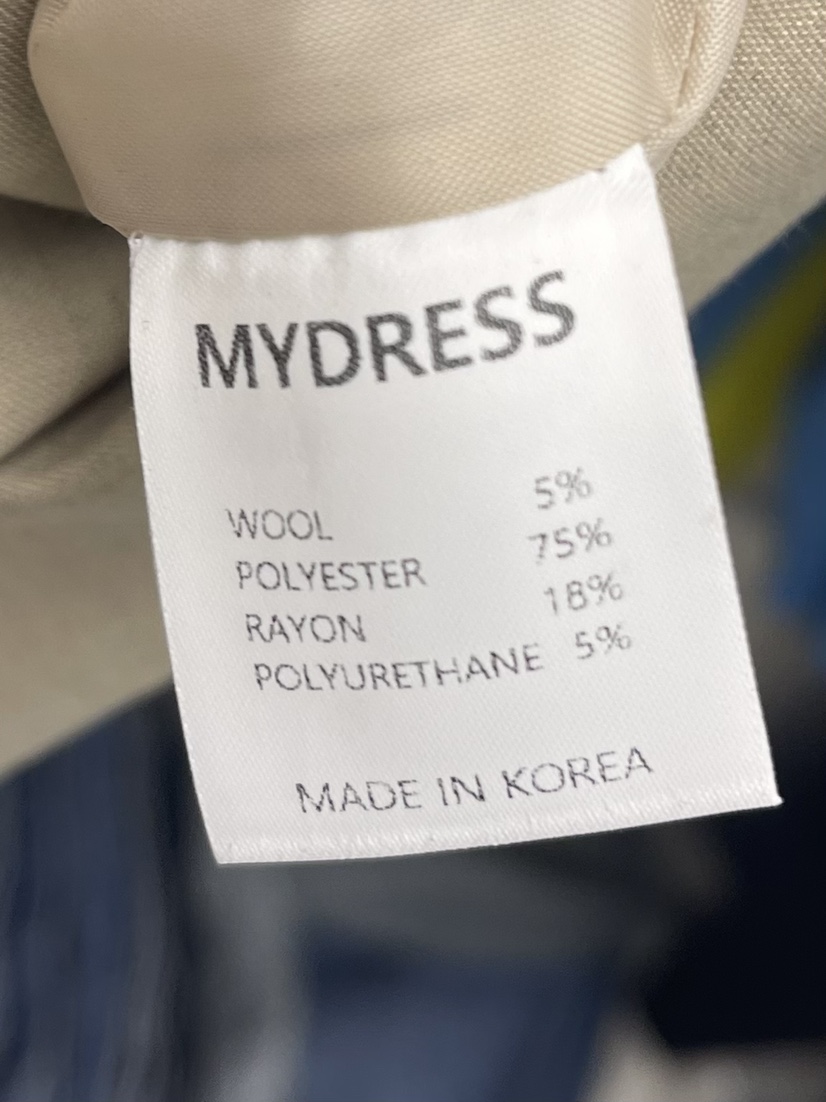 MYDRESS
WOOL 5%
POLYESTER 75%
RAYON 18%
POLYURETHANE 5%
MADE IN KOREA